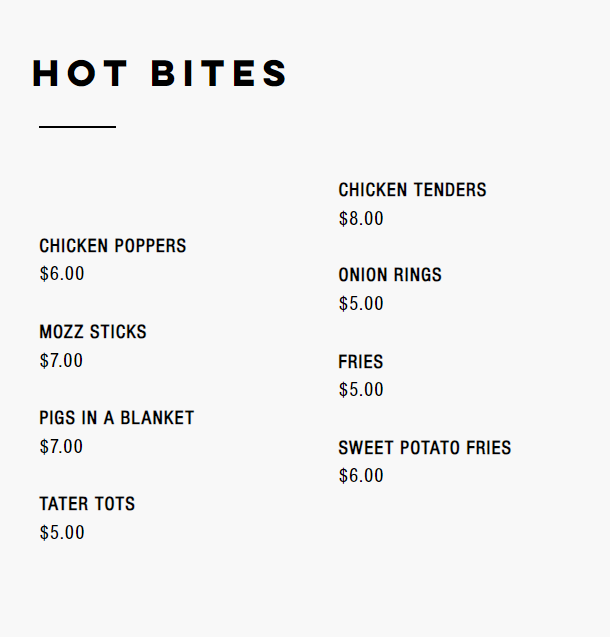 HOT BITES
CHICKEN POPPERS
$6.00
MOZZ STICKS
$7.00
PIGS IN A BLANKET
$7.00
TATER TOTS
$5.00
CHICKEN TENDERS
$8.00
ONION RINGS
$5.00
FRIES
$5.00
SWEET POTATO FRIES
$6.00